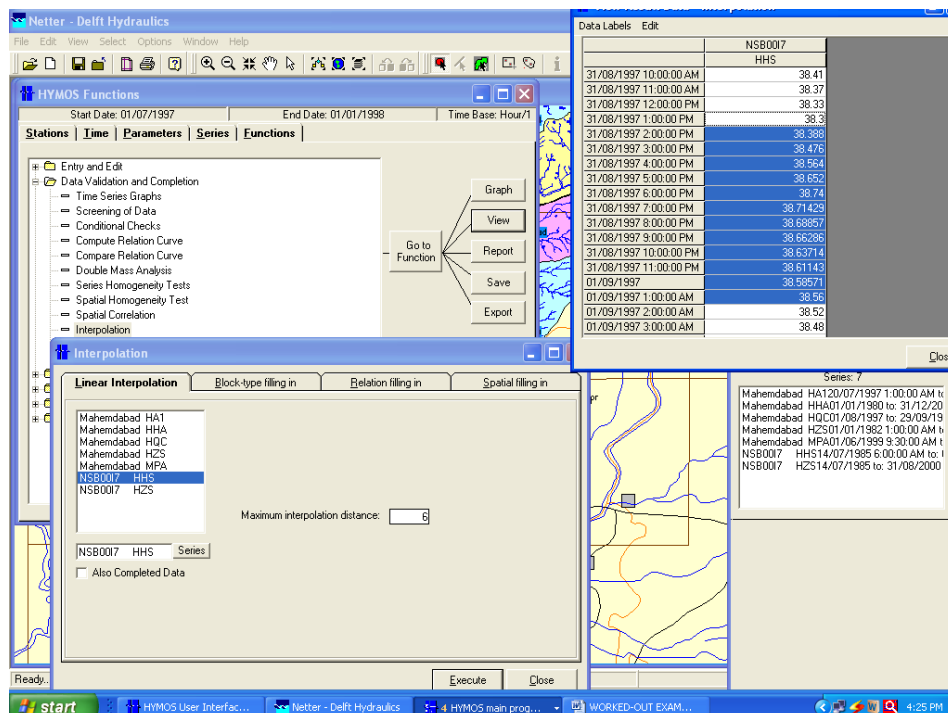 Netter - Delft Hydraulics
File Edit View Select Options Window Help
HYMOS Functions
Start Date: 01/07/1997 End Date: 01/01/1998 Time Base: Hour/1
Stations Time Parameters Series Functions
Entry and Edit
Data Validation and Completion
Time Series Graphs
Screening of Data
Conditional Checks
Compute Relation Curve
Compare Relation Curve
Double Mass Analysis
Series Homogeneity Tests
Spatial Homogeneity Test
Spatial Correlation
Interpolation
Go to Function
Graph
View
Report
Save
Export
Data Labels Edit
NSB00I7
HHS
31/08/1997 10:00:00 AM 38.41
31/08/1997 11:00:00 AM 38.37
31/08/1997 12:00:00 PM 38.33
31/08/1997 1:00:00 PM 38.3
31/08/1997 2:00:00 PM 38.388
31/08/1997 3:00:00 PM 38.476
31/08/1997 4:00:00 PM 38.564
31/08/1997 5:00:00 PM 38.652
31/08/1997 6:00:00 PM 38.74
31/08/1997 7:00:00 PM 38.71429
31/08/1997 8:00:00 PM 38.68857
31/08/1997 9:00:00 PM 38.66286
31/08/1997 10:00:00 PM 38.63714
31/08/1997 11:00:00 PM 38.61143
01/09/1997 38.58571
01/09/1997 1:00:00 AM 38.56
01/09/1997 2:00:00 AM 38.52
01/09/1997 3:00:00 AM 38.48
Clos
Interpolation
Linear Interpolation Block-type filling in Relation filling in Spatial filling in
Mahemdabad HA1
Mahemdabad HHA
Mahemdabad HQC
Mahemdabad HZS
Mahemdabad MPA
NSB00I7 HHS
NSB00I7 HZS
Maximum interpolation distance: 6
NSB00I7 HHS Series
Also Completed Data
Execute Close
Series: 7
Mahemdabad HA120/07/1997 1:00:00 AM to
Mahemdabad HHA01/01/1980 to: 31/12/20
Mahemdabad HQC01/08/1997 to: 29/09/19
Mahemdabad HZS01/01/1982 1:00:00 AM t
Mahemdabad MPA01/06/1999 9:30:00 AM t
NSB00I7 HHS14/07/1985 6:00:00 AM to:
NSB00I7 HZS14/07/1985 to: 31/08/2000
Ready..
start HYMOS User Interfac... Netter - Delft Hydraulics 4 HYMOS main prog... WORKED-OUT EXAM... 4:25 PM